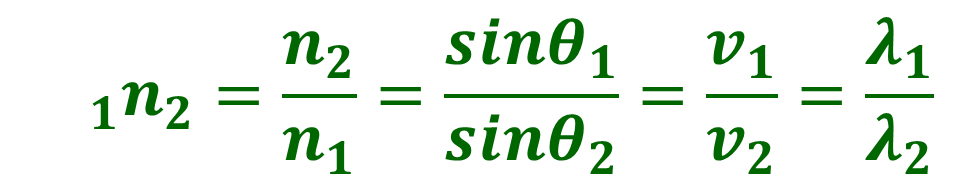 ₁n₂ = n₂/n₁ = sinθ₁/sinθ₂ = v₁/v₂ = λ₁/λ₂